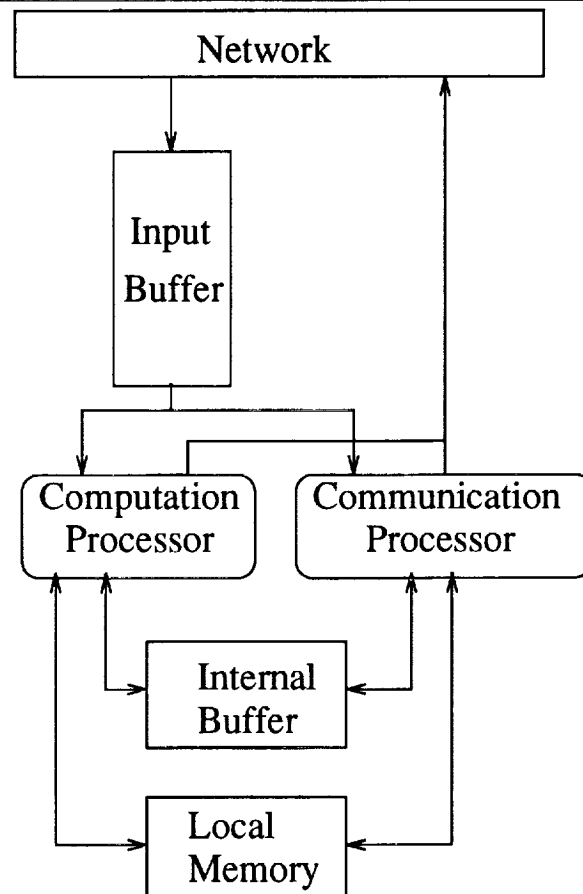 Network
Input
Buffer
Computation
Processor
Communication
Processor
Internal
Buffer
Local
Memory